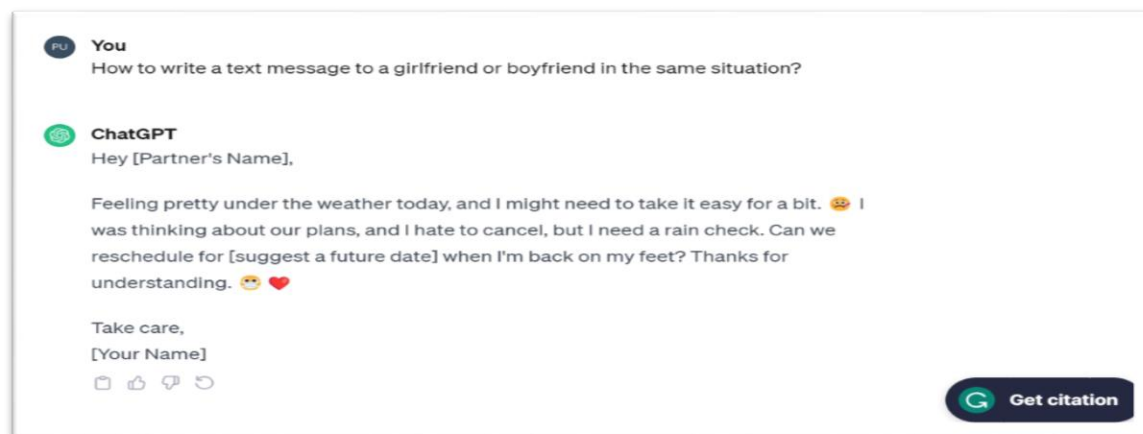 PU You
How to write a text message to a girlfriend or boyfriend in the same situation?
ChatGPT
Hey [Partner's Name],
Feeling pretty under the weather today, and I might need to take it easy for a bit. 🤒 I
was thinking about our plans, and I hate to cancel, but I need a rain check. Can we
reschedule for [suggest a future date] when I'm back on my feet? Thanks for
understanding. 😷 ❤️
Take care,
[Your Name]
Get citation